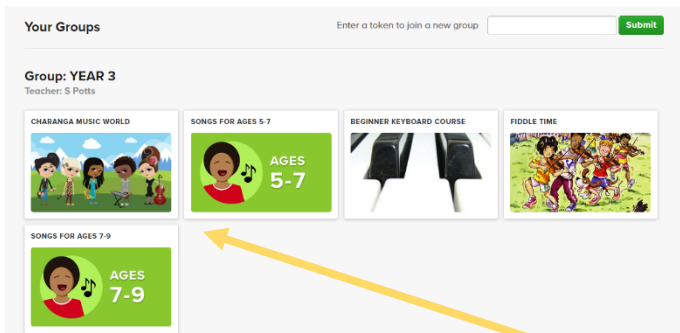 Your Groups
Enter a token to join a new group
Submit
Group: YEAR 3
Teacher: S Potts
CHARANGA MUSIC WORLD
SONGS FOR AGES 5-7
BEGINNER KEYBOARD COURSE
FIDDLE TIME
AGES
5-7
SONGS FOR AGES 7-9
AGES
7-9